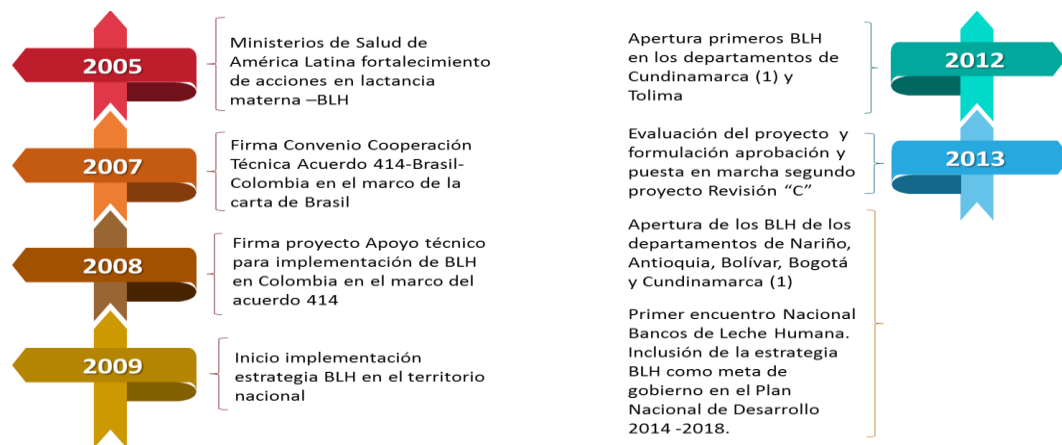 2005
Ministerios de Salud de
América Latina fortalecimiento
de acciones en lactancia
materna –BLH
2007
Firma Convenio Cooperación
Técnica Acuerdo 414-Brasil-
Colombia en el marco de la
carta de Brasil
2008
Firma proyecto Apoyo técnico
para implementación de BLH
en Colombia en el marco del
acuerdo 414
2009
Inicio implementación
estrategia BLH en el territorio
nacional
Apertura primeros BLH
en los departamentos de
Cundinamarca (1) y
Tolima
2012
Evaluación del proyecto y
formulación aprobación y
puesta en marcha segundo
proyecto Revisión “C”
2013
Apertura de los BLH de los
departamentos de Nariño,
Antioquia, Bolívar, Bogotá
y Cundinamarca (1)
Primer encuentro Nacional
Bancos de Leche Humana.
Inclusión de la estrategia
BLH como meta de
gobierno en el Plan
Nacional de Desarrollo
2014 -2018.